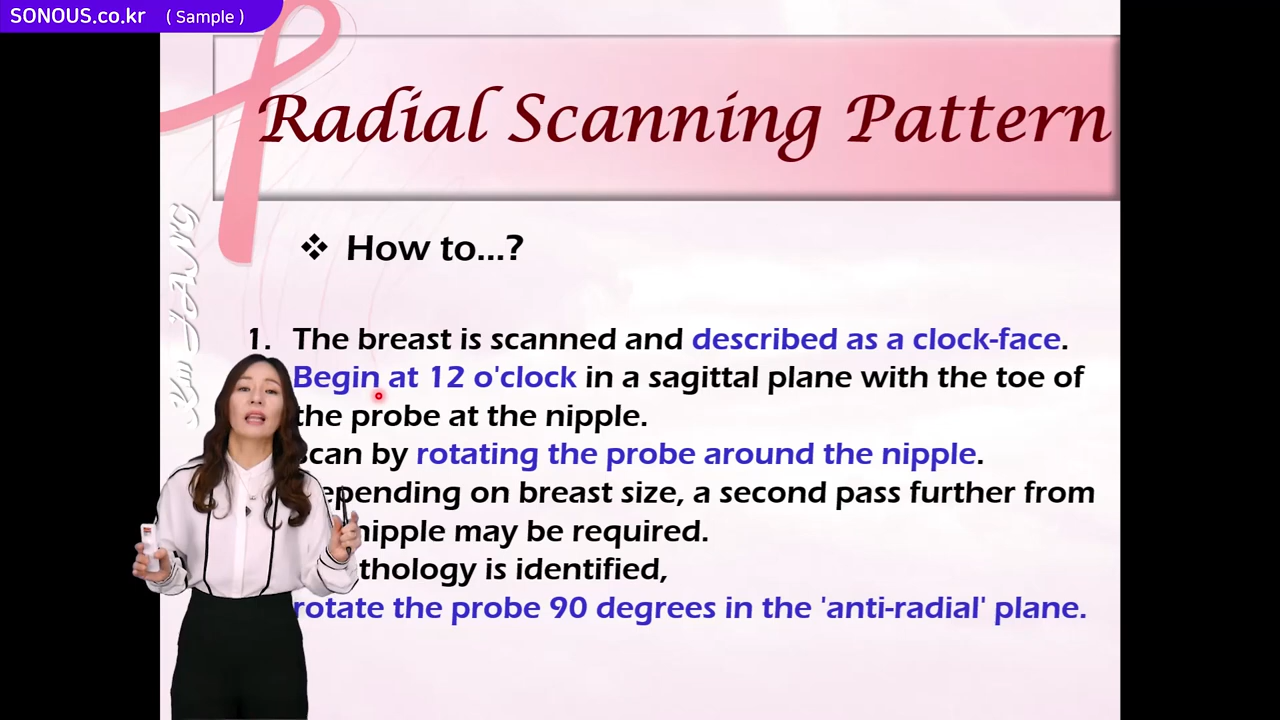 SONOUS.co.kr ( Sample )
Radial Scanning Pattern
❖ How to...?
1. The breast is scanned and described as a clock-face.
Begin at 12 o'clock in a sagittal plane with the toe of
the probe at the nipple.
scan by rotating the probe around the nipple.
epending on breast size, a second pass further from
nipple may be required.
thology is identified,
rotate the probe 90 degrees in the 'anti-radial' plane.